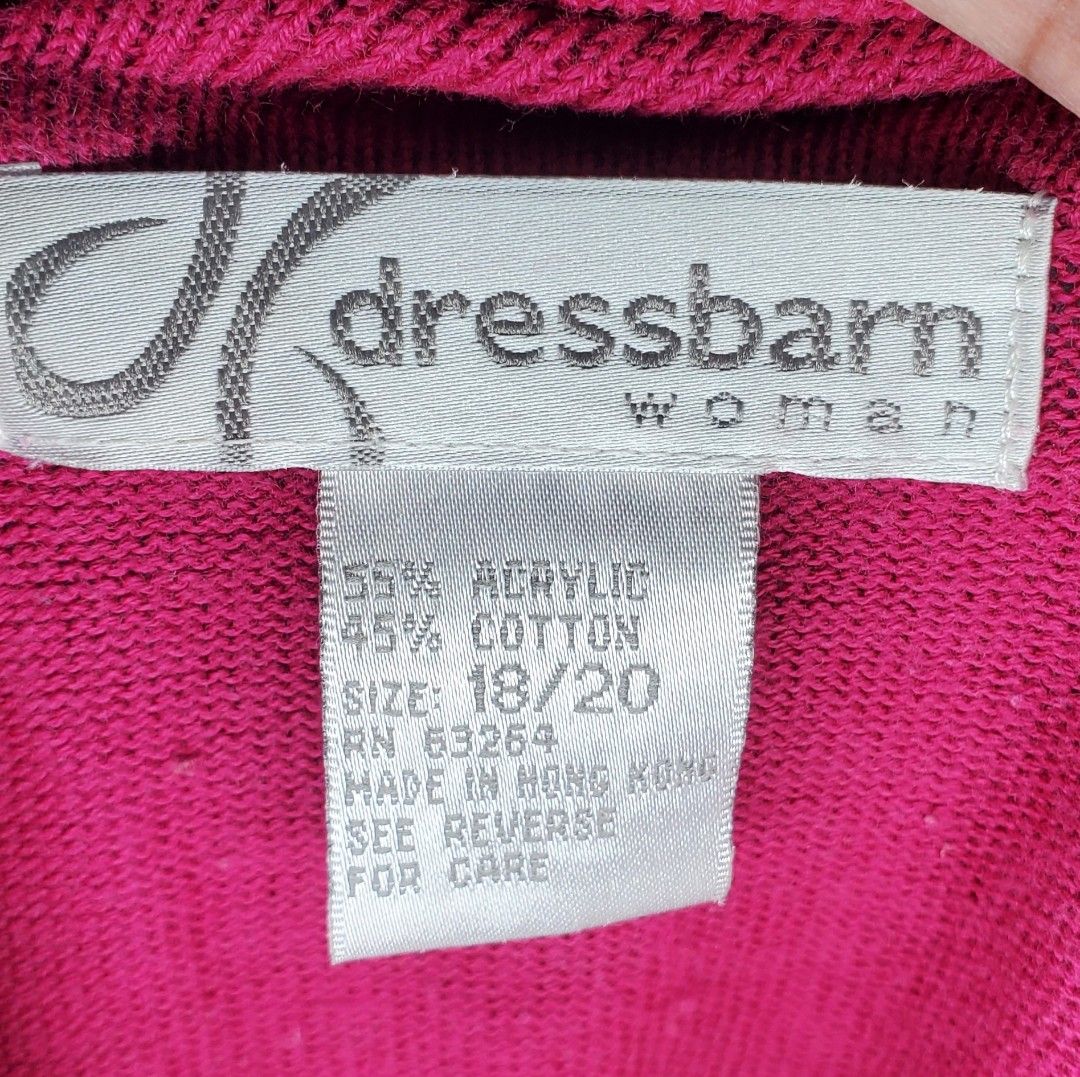 dressbarn
woman
55% ACRYLIC
45% COTTON
SIZE: 18/20
RN 63264
MADE IN HONG KONG
SEE REVERSE
FOR CARE